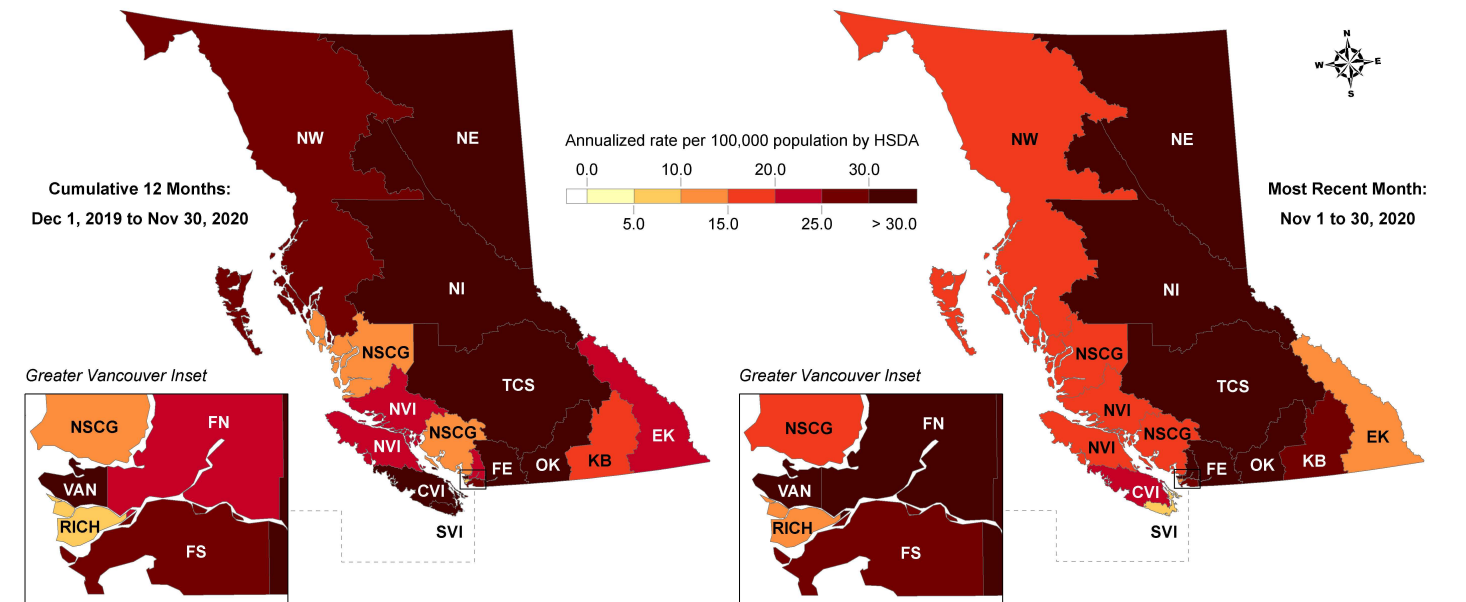 N
W E
S
NW
NE
NW
NE
Annualized rate per 100,000 population by HSDA
0.0 10.0 20.0 30.0
5.0 15.0 25.0 > 30.0
Cumulative 12 Months:
Dec 1, 2019 to Nov 30, 2020
Most Recent Month:
Nov 1 to 30, 2020
NI
NI
NSCG
NSCG
Greater Vancouver Inset
Greater Vancouver Inset
TCS
TCS
NVI
NVI
NSCG
FN
NSCG
FN
NSCG
NSCG
NVI
NVI
EK
EK
KB
KB
FE
OK
FE
OK
VAN
CVI
VAN
CVI
RICH
RICH
SVI
SVI
FS
FS